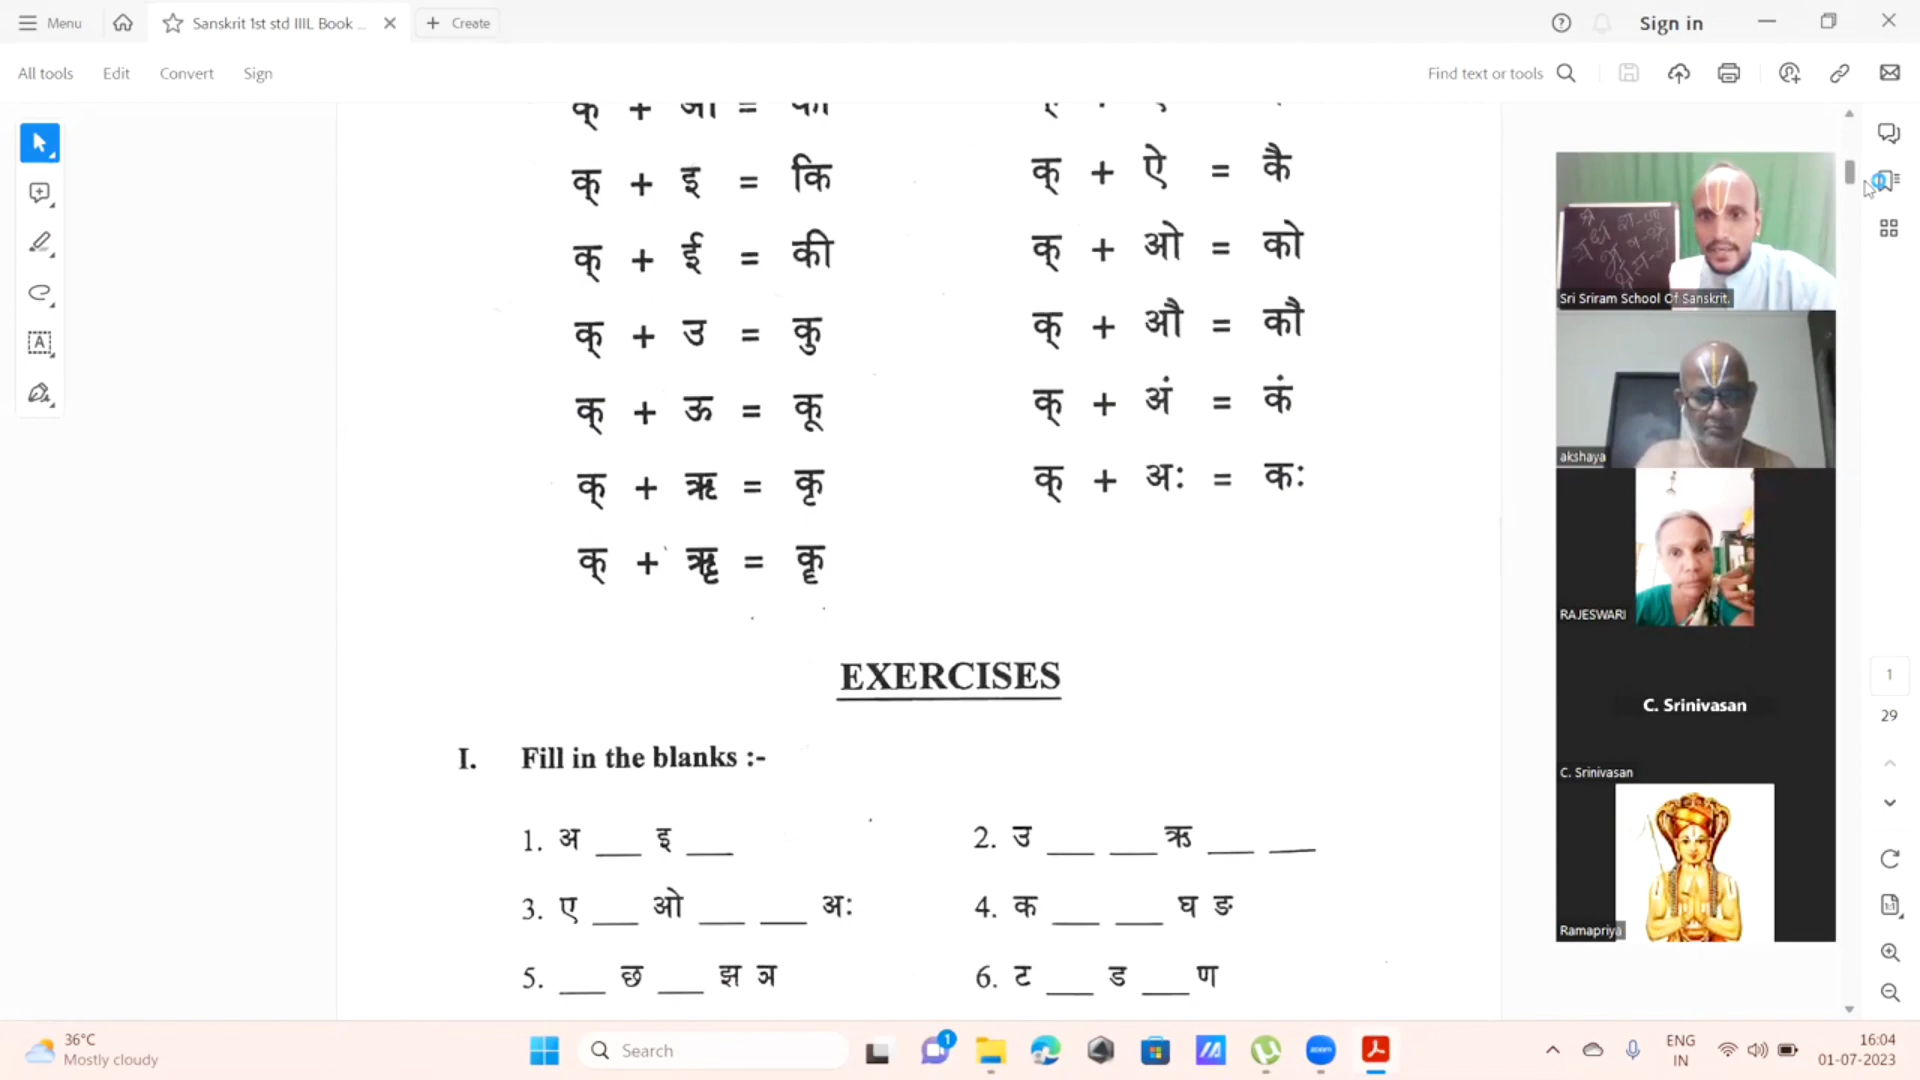 Menu
Sanskrit 1st std IIIL Book ...
Create
Sign in
All tools Edit Convert Sign
Find text or tools
क् + इ = कि
क् + ऐ = कै
क् + ई = की
क् + ओ = को
क् + उ = कु
क् + औ = कौ
क् + ऊ = कू
क् + अं = कं
क् + ऋ = कृ
क् + अः = कः
क् + ॠ = कॄ
EXERCISES
I. Fill in the blanks :-
1. अ ___ इ ___
2. उ ___ ___ ऋ ___ ___
3. ए ___ ओ ___ ___ अः
4. क ___ ___ घ ङ
5. ___ छ ___ झ ञ
6. ट ___ ड ___ ण
Sri Sriram School Of Sanskrit.
akshaya
RAJESWARI
C. Srinivasan
C. Srinivasan
Ramapriya
1
29
36°C
Mostly cloudy
Search
1
zoom
ENG
IN
16:04
01-07-2023